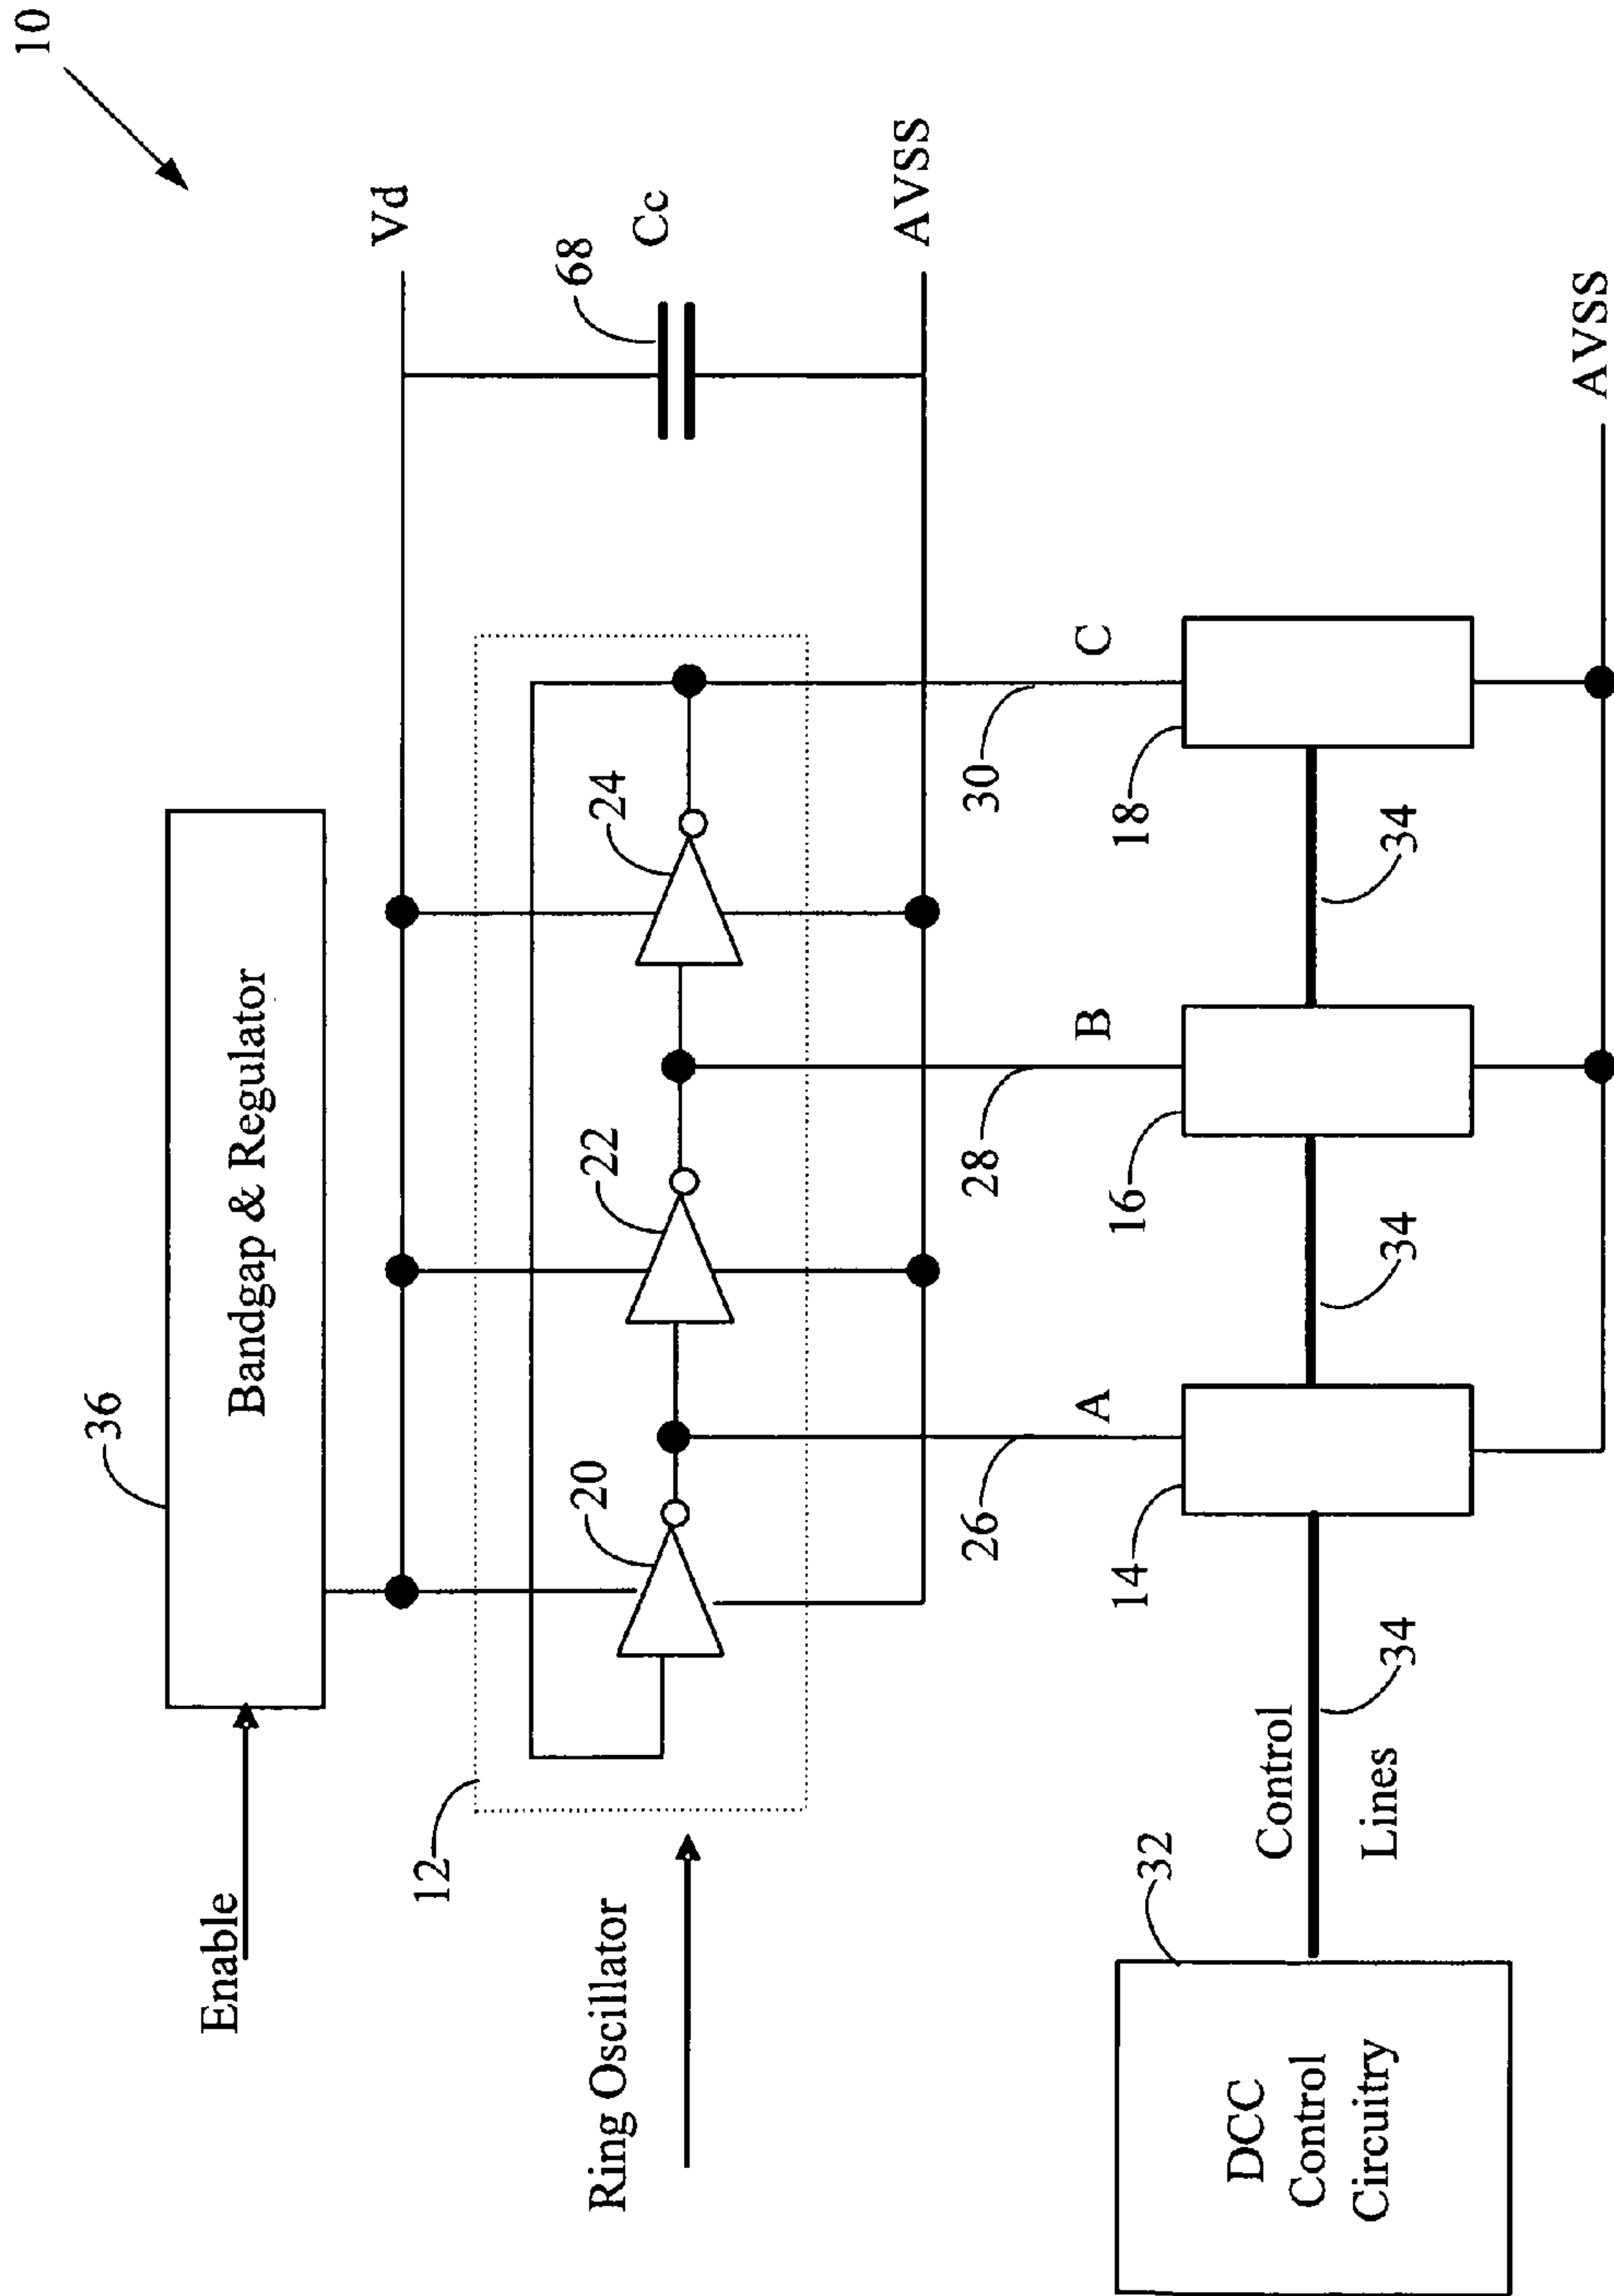 10
36
Bandgap & Regulator
Enable
Vd
12
20
22
24
68
Cc
Ring Oscillator
AVSS
26
A
28
B
30
C
14
16
18
32
Control
Lines
34
34
34
DCC
Control
Circuitry
AVSS